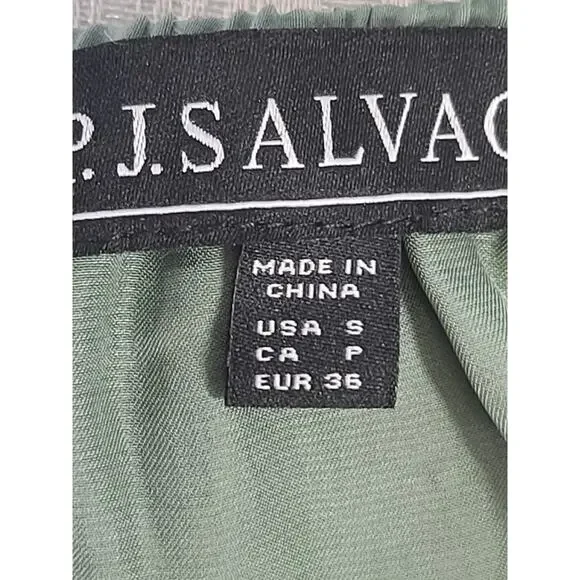 P.J.SALVAG
MADE IN
CHINA
USA S
CA P
EUR 36